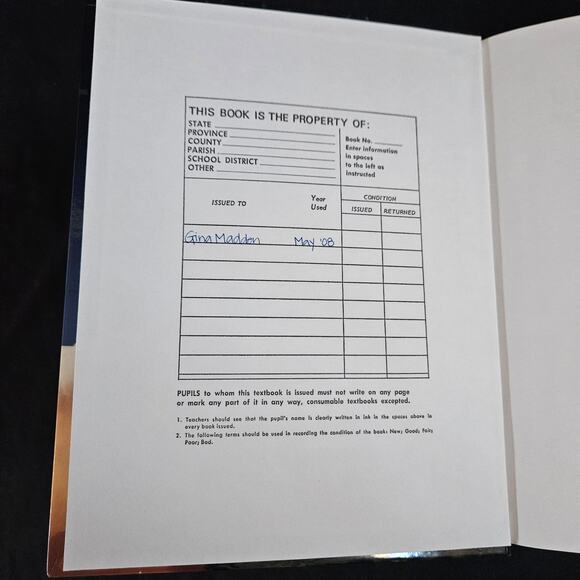 THIS BOOK IS THE PROPERTY OF:
STATE
PROVINCE
COUNTY
PARISH
SCHOOL DISTRICT
OTHER
Book No.
Enter information
in spaces
to the left as
instructed
ISSUED TO
Year
Used
CONDITION
ISSUED
RETURNED
Gina Madden May '08
PUPILS to whom this textbook is issued must not write on any page
or mark any part of it in any way, consumable textbooks excepted.
1. Teachers should see that the pupil's name is clearly written in ink in the spaces above in
every book issued.
2. The following terms should be used in recording the condition of the book: New; Good; Fair;
Poor; Bad.